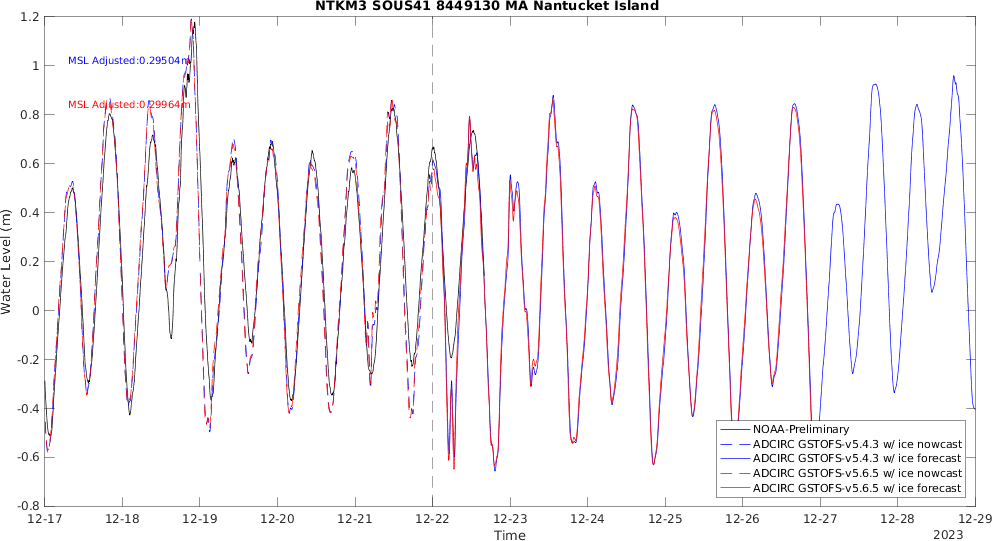 NTKM3 SOUS41 8449130 MA Nantucket Island
1.2
1
0.8
0.6
0.4
0.2
0
-0.2
-0.4
-0.6
-0.8
Water Level (m)
MSL Adjusted:0.29504m
MSL Adjusted:0.29964m
NOAA-Preliminary
ADCIRC GSTOFS-v5.4.3 w/ ice nowcast
ADCIRC GSTOFS-v5.4.3 w/ ice forecast
ADCIRC GSTOFS-v5.6.5 w/ ice nowcast
ADCIRC GSTOFS-v5.6.5 w/ ice forecast
12-17 12-18 12-19 12-20 12-21 12-22 12-23 12-24 12-25 12-26 12-27 12-28 12-29
Time
2023